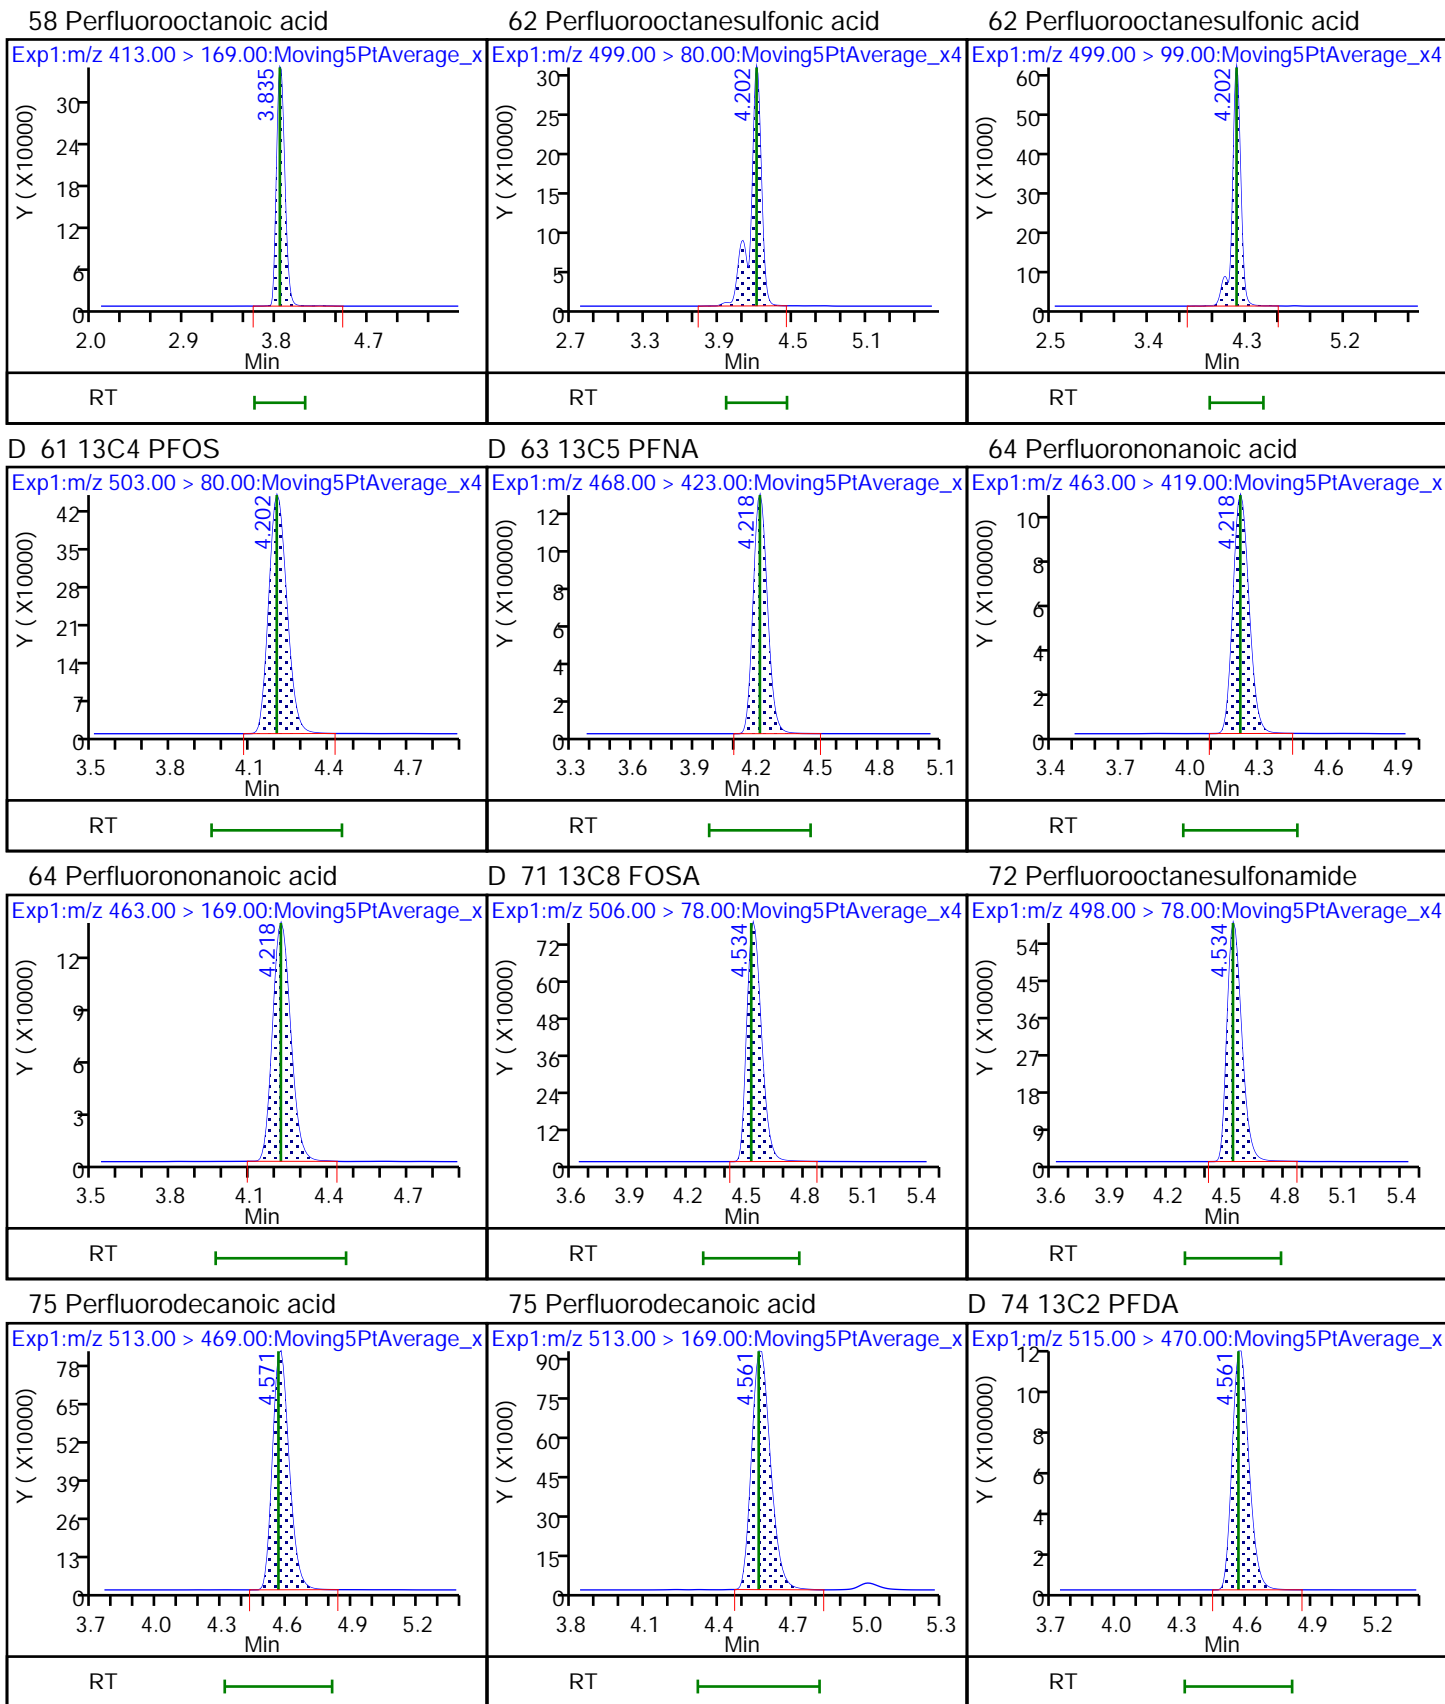 58 Perfluorooctanoic acid
Exp1:m/z 413.00 > 169.00:Moving5PtAverage_x
3.835
Y ( X10000)
30
24
18
12
6
0
2.0 2.9 3.8 4.7
Min
RT
62 Perfluorooctanesulfonic acid
Exp1:m/z 499.00 > 80.00:Moving5PtAverage_x4
4.202
Y ( X10000)
30
25
20
15
10
5
0
2.7 3.3 3.9 4.5 5.1
Min
RT
62 Perfluorooctanesulfonic acid
Exp1:m/z 499.00 > 99.00:Moving5PtAverage_x4
4.202
Y ( X1000)
60
50
40
30
20
10
0
2.5 3.4 4.3 5.2
Min
RT
D 61 13C4 PFOS
Exp1:m/z 503.00 > 80.00:Moving5PtAverage_x4
4.202
Y ( X10000)
42
35
28
21
14
7
0
3.5 3.8 4.1 4.4 4.7
Min
RT
D 63 13C5 PFNA
Exp1:m/z 468.00 > 423.00:Moving5PtAverage_x
4.218
Y ( X100000)
12
10
8
6
4
2
0
3.3 3.6 3.9 4.2 4.5 4.8 5.1
Min
RT
64 Perfluorononanoic acid
Exp1:m/z 463.00 > 419.00:Moving5PtAverage_x
4.218
Y ( X100000)
10
8
6
4
2
0
3.4 3.7 4.0 4.3 4.6 4.9
Min
RT
64 Perfluorononanoic acid
Exp1:m/z 463.00 > 169.00:Moving5PtAverage_x
4.218
Y ( X10000)
12
9
6
3
0
3.5 3.8 4.1 4.4 4.7
Min
RT
D 71 13C8 FOSA
Exp1:m/z 506.00 > 78.00:Moving5PtAverage_x4
4.534
Y ( X10000)
72
60
48
36
24
12
0
3.6 3.9 4.2 4.5 4.8 5.1 5.4
Min
RT
72 Perfluorooctanesulfonamide
Exp1:m/z 498.00 > 78.00:Moving5PtAverage_x4
4.534
Y ( X10000)
54
45
36
27
18
9
0
3.6 3.9 4.2 4.5 4.8 5.1 5.4
Min
RT
75 Perfluorodecanoic acid
Exp1:m/z 513.00 > 469.00:Moving5PtAverage_x
4.571
Y ( X10000)
78
65
52
39
26
13
0
3.7 4.0 4.3 4.6 4.9 5.2
Min
RT
75 Perfluorodecanoic acid
Exp1:m/z 513.00 > 169.00:Moving5PtAverage_x
4.561
Y ( X1000)
90
75
60
45
30
15
0
3.8 4.1 4.4 4.7 5.0 5.3
Min
RT
D 74 13C2 PFDA
Exp1:m/z 515.00 > 470.00:Moving5PtAverage_x
4.561
Y ( X100000)
12
10
8
6
4
2
0
3.7 4.0 4.3 4.6 4.9 5.2
Min
RT